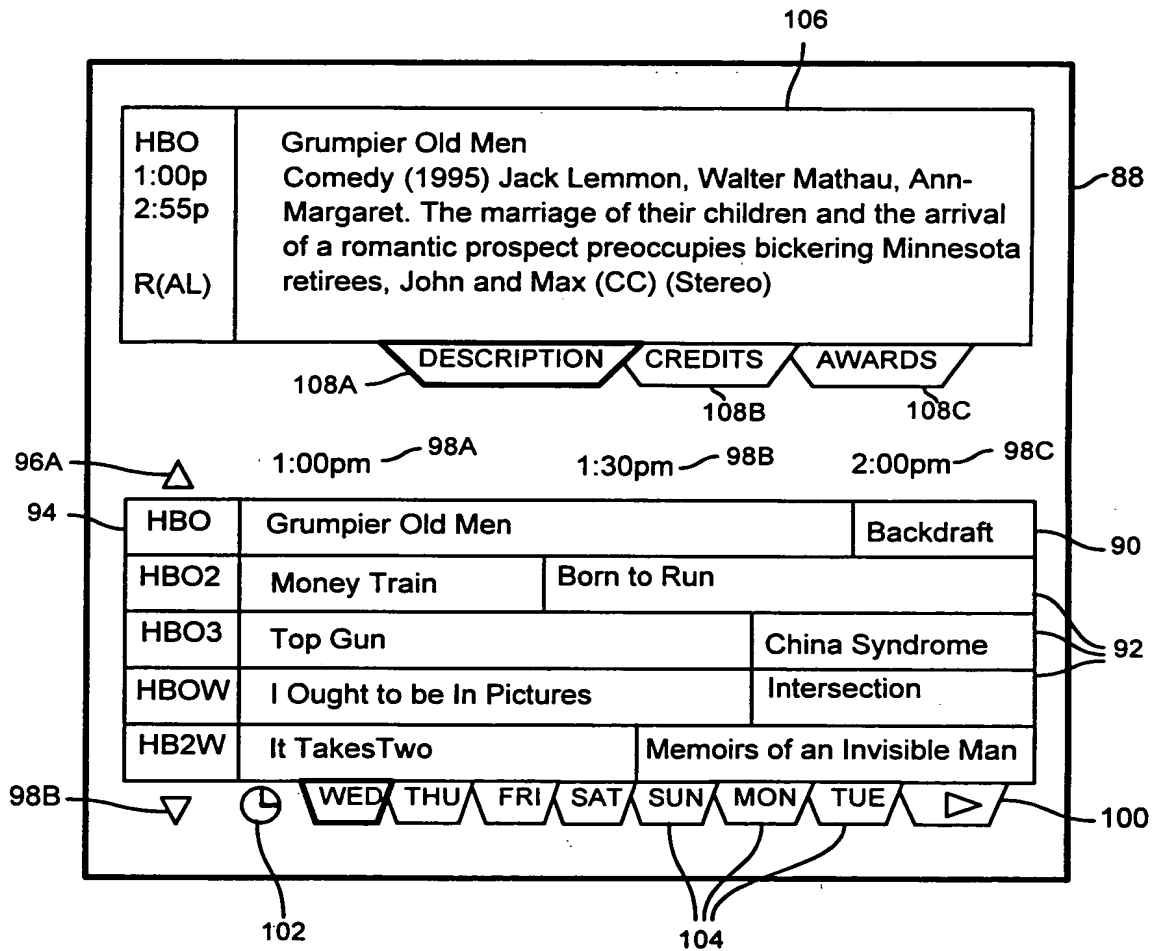 106
HBO Grumpier Old Men
1:00p Comedy (1995) Jack Lemmon, Walter Mathau, Ann-
2:55p Margaret. The marriage of their children and the arrival
of a romantic prospect preoccupies bickering Minnesota
R(AL) retirees, John and Max (CC) (Stereo)
88
DESCRIPTION CREDITS AWARDS
108A 108B 108C
96A 1:00pm 98A 1:30pm 98B 2:00pm 98C
94 HBO Grumpier Old Men Backdraft 90
HBO2 Money Train Born to Run
HBO3 Top Gun China Syndrome 92
HBOW I Ought to be In Pictures Intersection
HB2W It TakesTwo Memoirs of an Invisible Man
98B WED THU FRI SAT SUN MON TUE 100
102 104